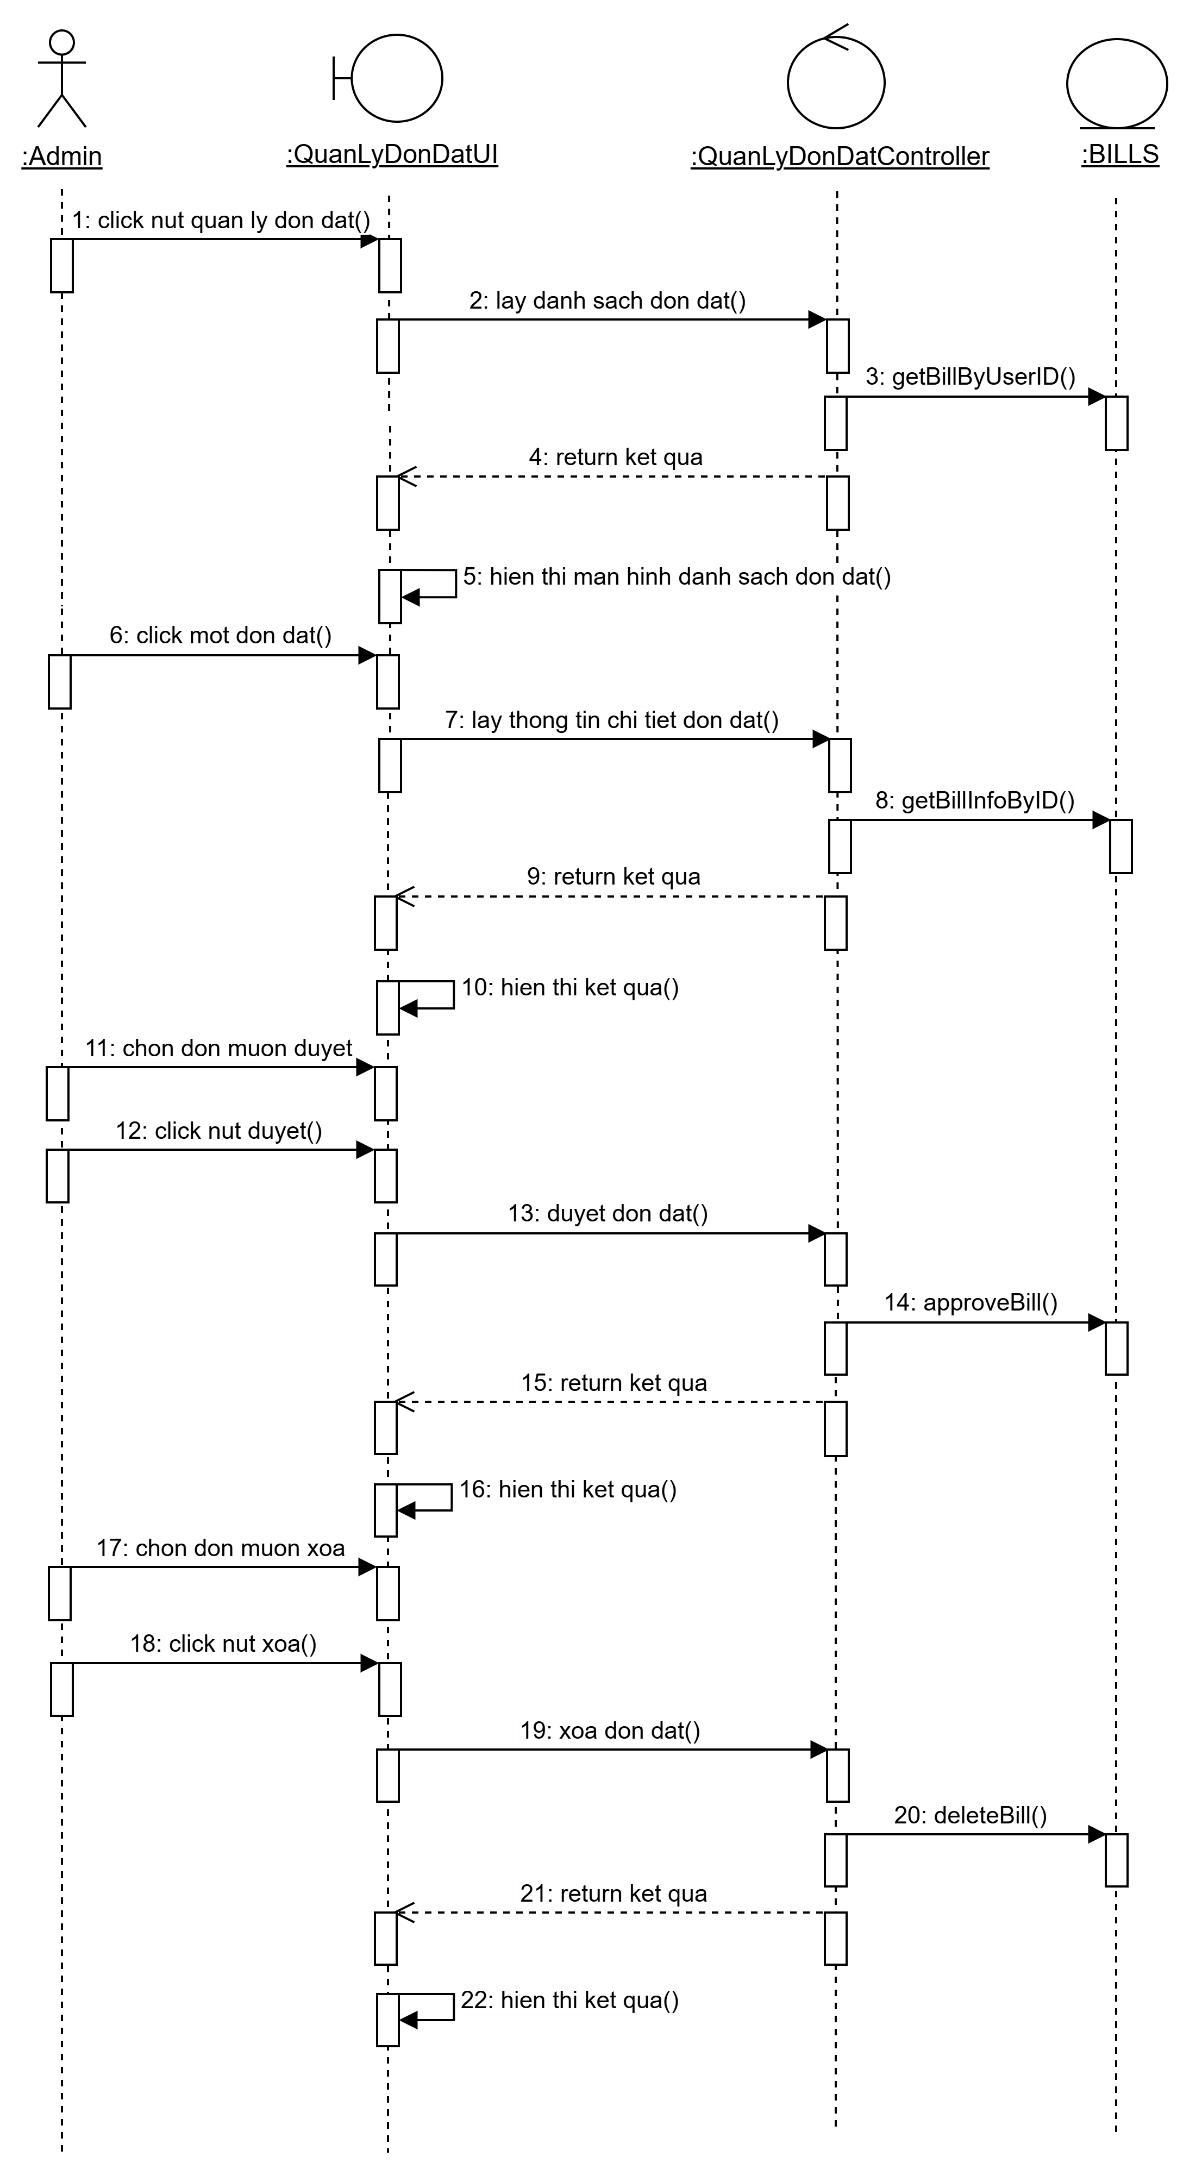 :Admin
:QuanLyDonDatUI
:QuanLyDonDatController
:BILLS
1: click nut quan ly don dat()
2: lay danh sach don dat()
3: getBillByUserID()
4: return ket qua
5: hien thi man hinh danh sach don dat()
6: click mot don dat()
7: lay thong tin chi tiet don dat()
8: getBillInfoByID()
9: return ket qua
10: hien thi ket qua()
11: chon don muon duyet
12: click nut duyet()
13: duyet don dat()
14: approveBill()
15: return ket qua
16: hien thi ket qua()
17: chon don muon xoa
18: click nut xoa()
19: xoa don dat()
20: deleteBill()
21: return ket qua
22: hien thi ket qua()